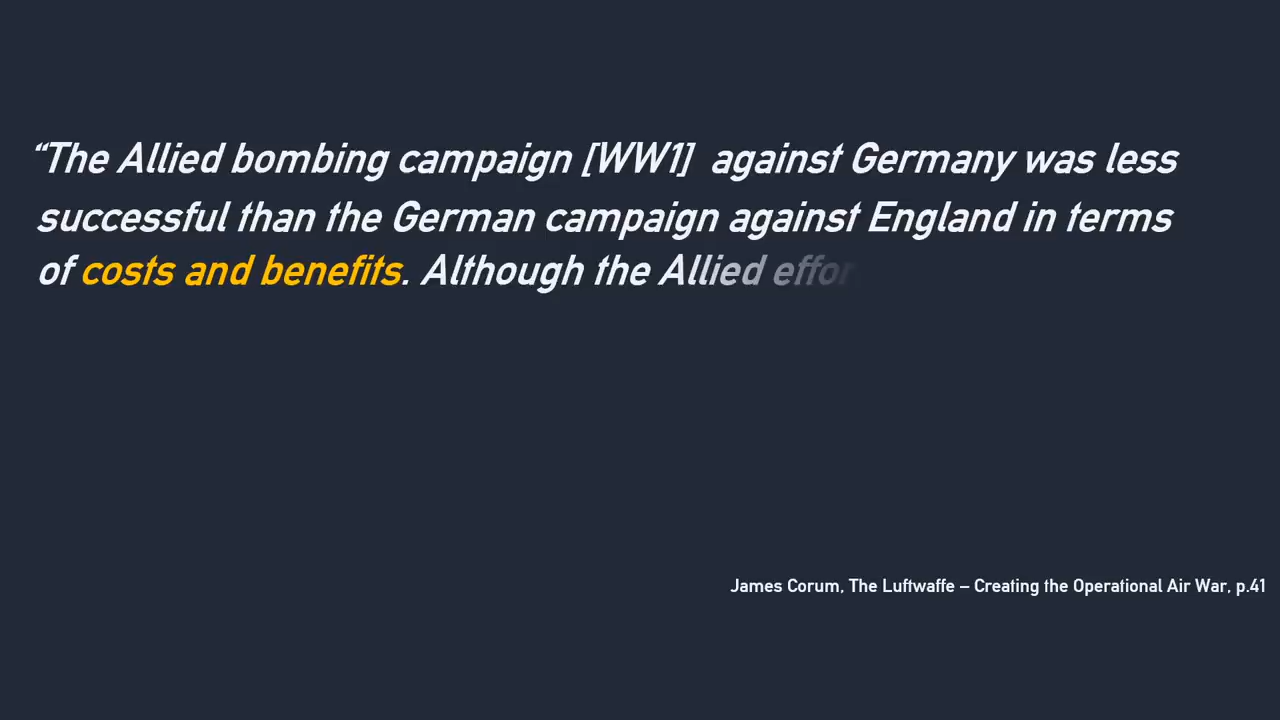 “The Allied bombing campaign [WW1] against Germany was less
successful than the German campaign against England in terms
of costs and benefits. Although the Allied
James Corum, The Luftwaffe – Creating the Operational Air War, p.41